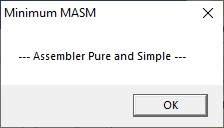 Minimum MASM
--- Assembler Pure and Simple ---
OK